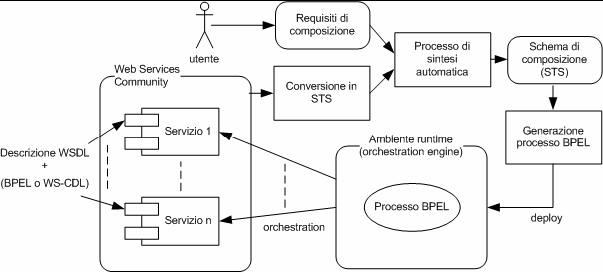 utente
Requisiti di
composizione
Processo di
sintesi
automatica
Schema di
composizione
(STS)
Web Services
Community
Conversione in
STS
Servizio 1
Descrizione WSDL
+
(BPEL o WS-CDL)
Servizio n
orchestration
Ambiente runtime
(orchestration engine)
Processo BPEL
Generazione
processo BPEL
deploy